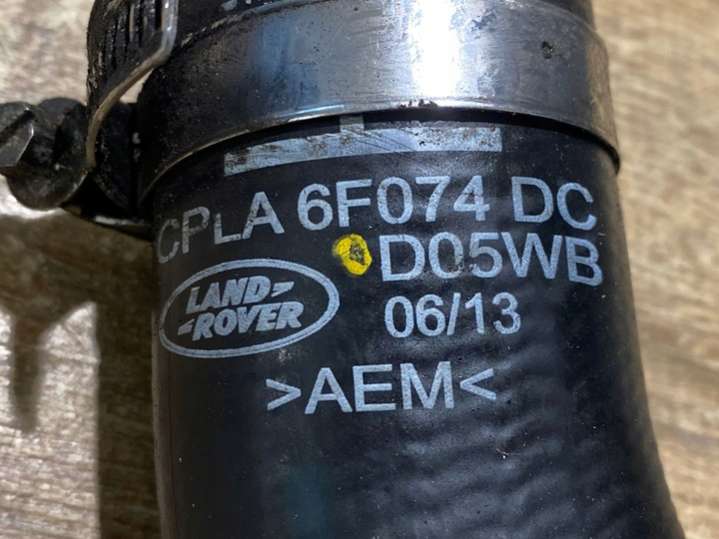 CPLA 6F074 DC
D05WB
LAND
ROVER
06/13
>AEM<